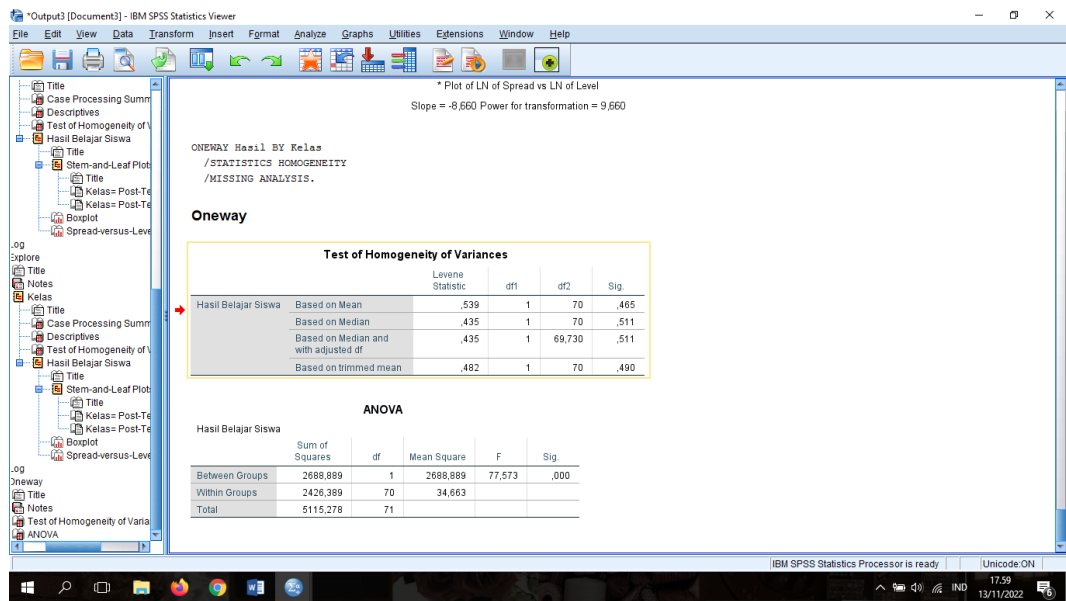 *Output3 [Document3] - IBM SPSS Statistics Viewer
File Edit View Data Transform Insert Format Analyze Graphs Utilities Extensions Window Help
Title
Case Processing Summ
Descriptives
Test of Homogeneity of V
Hasil Belajar Siswa
Title
Stem-and-Leaf Plot
Title
Kelas= Post-Te
Kelas= Post-Te
Boxplot
Spread-versus-Leve
Log
Explore
Title
Notes
Kelas
Title
Case Processing Summ
Descriptives
Test of Homogeneity of V
Hasil Belajar Siswa
Title
Stem-and-Leaf Plot
Title
Kelas= Post-Te
Kelas= Post-Te
Boxplot
Spread-versus-Leve
Log
Oneway
Title
Notes
Test of Homogeneity of Varia
ANOVA
* Plot of LN of Spread vs LN of Level
Slope = -8,660 Power for transformation = 9,660
ONEWAY Hasil BY Kelas
/STATISTICS HOMOGENEITY
/MISSING ANALYSIS.
Oneway
Test of Homogeneity of Variances
Levene Statistic df1 df2 Sig.
Hasil Belajar Siswa Based on Mean ,539 1 70 ,465
Based on Median ,435 1 70 ,511
Based on Median and with adjusted df ,435 1 69,730 ,511
Based on trimmed mean ,482 1 70 ,490
ANOVA
Hasil Belajar Siswa
Sum of Squares df Mean Square F Sig.
Between Groups 2688,889 1 2688,889 77,573 ,000
Within Groups 2426,389 70 34,663
Total 5115,278 71
IBM SPSS Statistics Processor is ready Unicode:ON
IND
17.59
13/11/2022